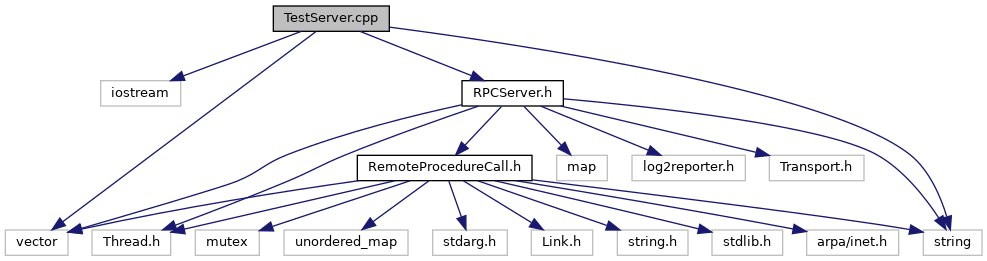 TestServer.cpp
iostream
RPCServer.h
RemoteProcedureCall.h
map
log2reporter.h
Transport.h
vector
Thread.h
mutex
unordered_map
stdarg.h
Link.h
string.h
stdlib.h
arpa/inet.h
string